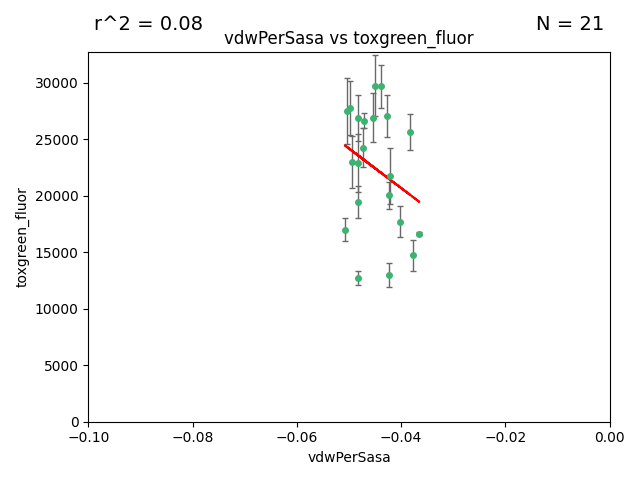 r^2 = 0.08
N = 21
vdwPerSasa vs toxgreen_fluor
toxgreen_fluor
30000
25000
20000
15000
10000
5000
0
−0.10
−0.08
−0.06
−0.04
−0.02
0.00
vdwPerSasa